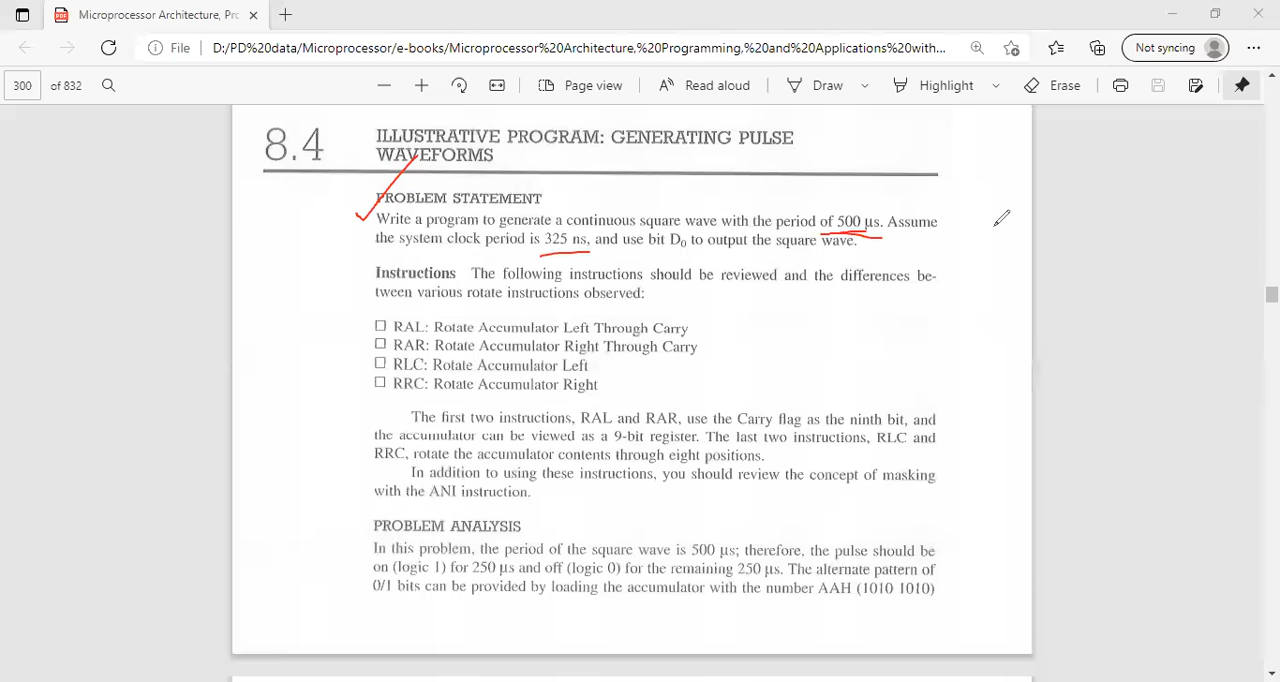 Microprocessor Architecture, Prc
File D:/PD%20data/Microprocessor/e-books/Microprocessor%20Architecture,%20Programming,%20and%20Applications%20with...
Not syncing
300 of 832
Page view
Read aloud
Draw
Highlight
Erase
8.4 ILLUSTRATIVE PROGRAM: GENERATING PULSE
WAVEFORMS
PROBLEM STATEMENT
Write a program to generate a continuous square wave with the period of 500 μs. Assume
the system clock period is 325 ns, and use bit D₀ to output the square wave.
Instructions The following instructions should be reviewed and the differences be-
tween various rotate instructions observed:
☐ RAL: Rotate Accumulator Left Through Carry
☐ RAR: Rotate Accumulator Right Through Carry
☐ RLC: Rotate Accumulator Left
☐ RRC: Rotate Accumulator Right
The first two instructions, RAL and RAR, use the Carry flag as the ninth bit, and
the accumulator can be viewed as a 9-bit register. The last two instructions, RLC and
RRC, rotate the accumulator contents through eight positions.
In addition to using these instructions, you should review the concept of masking
with the ANI instruction.
PROBLEM ANALYSIS
In this problem, the period of the square wave is 500 μs; therefore, the pulse should be
on (logic 1) for 250 μs and off (logic 0) for the remaining 250 μs. The alternate pattern of
0/1 bits can be provided by loading the accumulator with the number AAH (1010 1010)